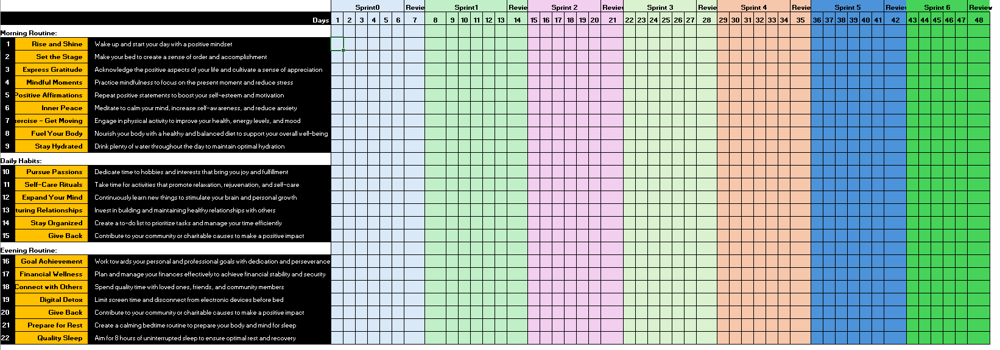 Sprint0 Revie Sprint1 Revie Sprint 2 Review Sprint 3 Revie Sprint 4 Revie Sprint 5 Review Sprint 6 Review
Days 1 2 3 4 5 6 7 8 9 10 11 12 13 14 15 16 17 18 19 20 21 22 23 24 25 26 27 28 29 30 31 32 33 34 35 36 37 38 39 40 41 42 43 44 45 46 47 48
Morning Routine:
1 Rise and Shine Wake up and start your day with a positive mindset
2 Set the Stage Make your bed to create a sense of order and accomplishment
3 Express Gratitude Acknowledge the positive aspects of your life and cultivate a sense of appreciation
4 Mindful Moments Practice mindfulness to focus on the present moment and reduce stress
5 Positive Affirmations Repeat positive statements to boost your self-esteem and motivation
6 Inner Peace Meditate to calm your mind, increase self-awareness, and reduce anxiety
7 ercise - Get Moving Engage in physical activity to improve your health, energy levels, and mood
8 Fuel Your Body Nourish your body with a healthy and balanced diet to support your overall well-being
9 Stay Hydrated Drink plenty of water throughout the day to maintain optimal hydration
Daily Habits:
10 Pursue Passions Dedicate time to hobbies and interests that bring you joy and fulfillment
11 Self-Care Rituals Take time for activities that promote relaxation, rejuvenation, and self-care
12 Expand Your Mind Continuously learn new things to stimulate your brain and personal growth
13 turing Relationships Invest in building and maintaining healthy relationships with others
14 Stay Organized Create a to-do list to prioritize tasks and manage your time efficiently
15 Give Back Contribute to your community or charitable causes to make a positive impact
Evening Routine:
16 Goal Achievement Work towards your personal and professional goals with dedication and perseverance
17 Financial Wellness Plan and manage your finances effectively to achieve financial stability and security
18 Connect with Others Spend quality time with loved ones, friends, and community members
19 Digital Detox Limit screen time and disconnect from electronic devices before bed
20 Give Back Contribute to your community or charitable causes to make a positive impact
21 Prepare for Rest Create a calming bedtime routine to prepare your body and mind for sleep
22 Quality Sleep Aim for 8 hours of uninterrupted sleep to ensure optimal rest and recovery